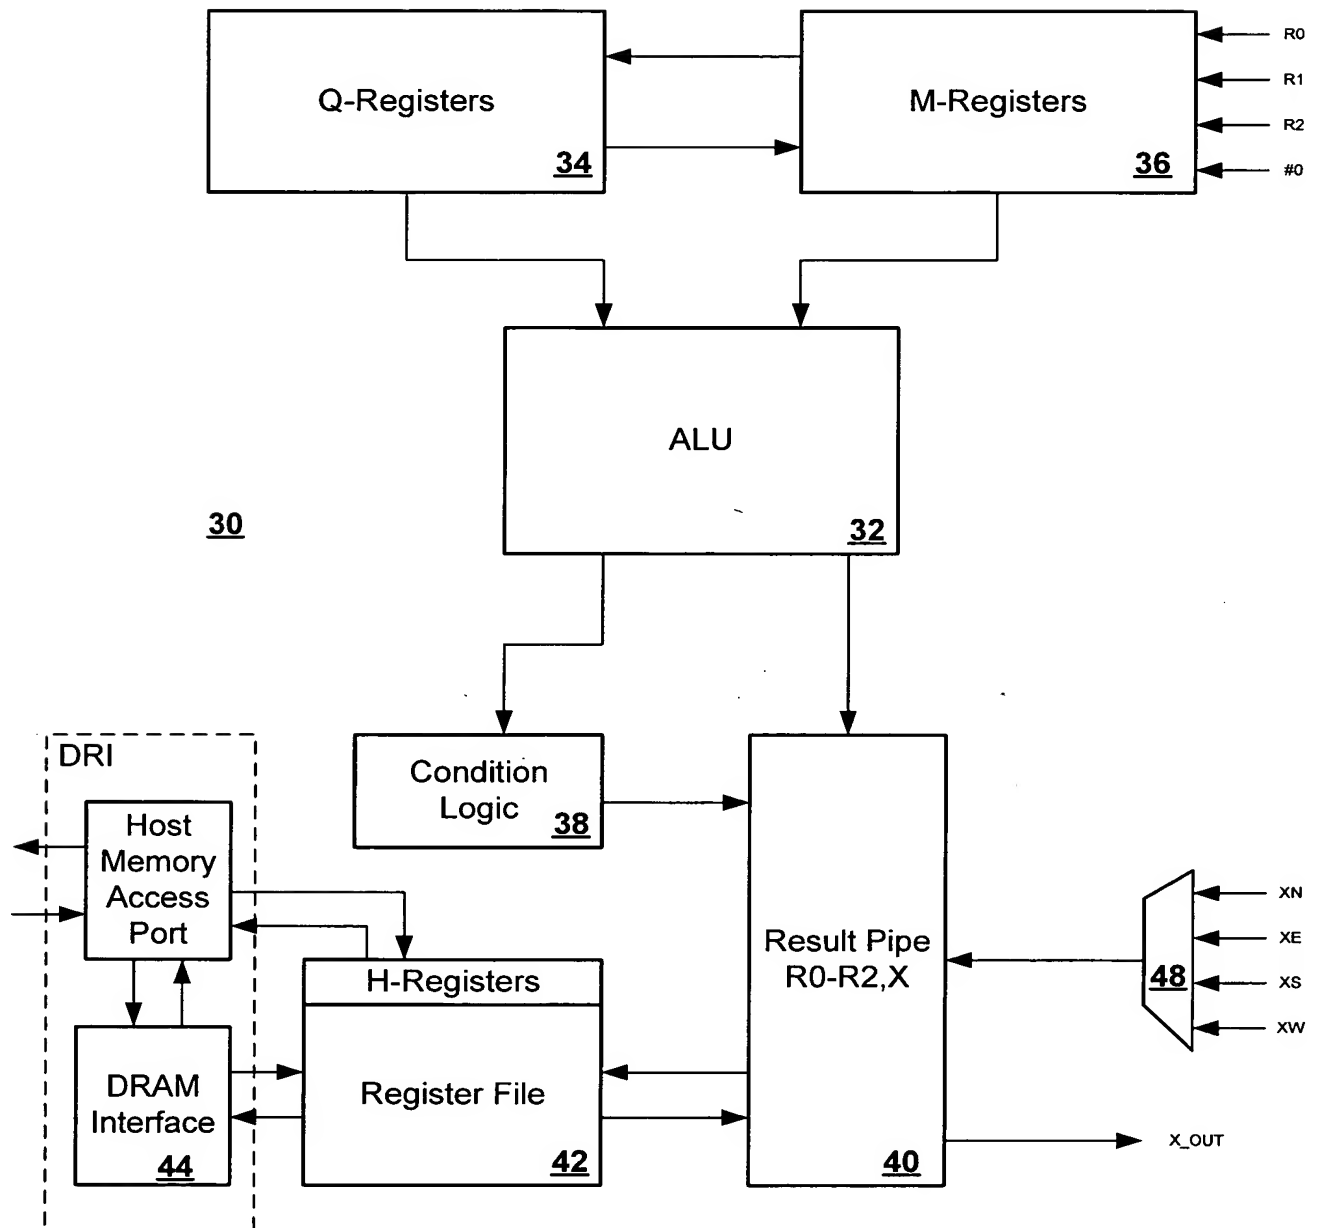 Q-Registers
34
M-Registers
36
R0
R1
R2
#0
ALU
32
30
DRI
Condition
Logic
38
Host
Memory
Access
Port
H-Registers
Register File
42
DRAM
Interface
44
Result Pipe
R0-R2,X
40
48
XN
XE
XS
XW
X_OUT